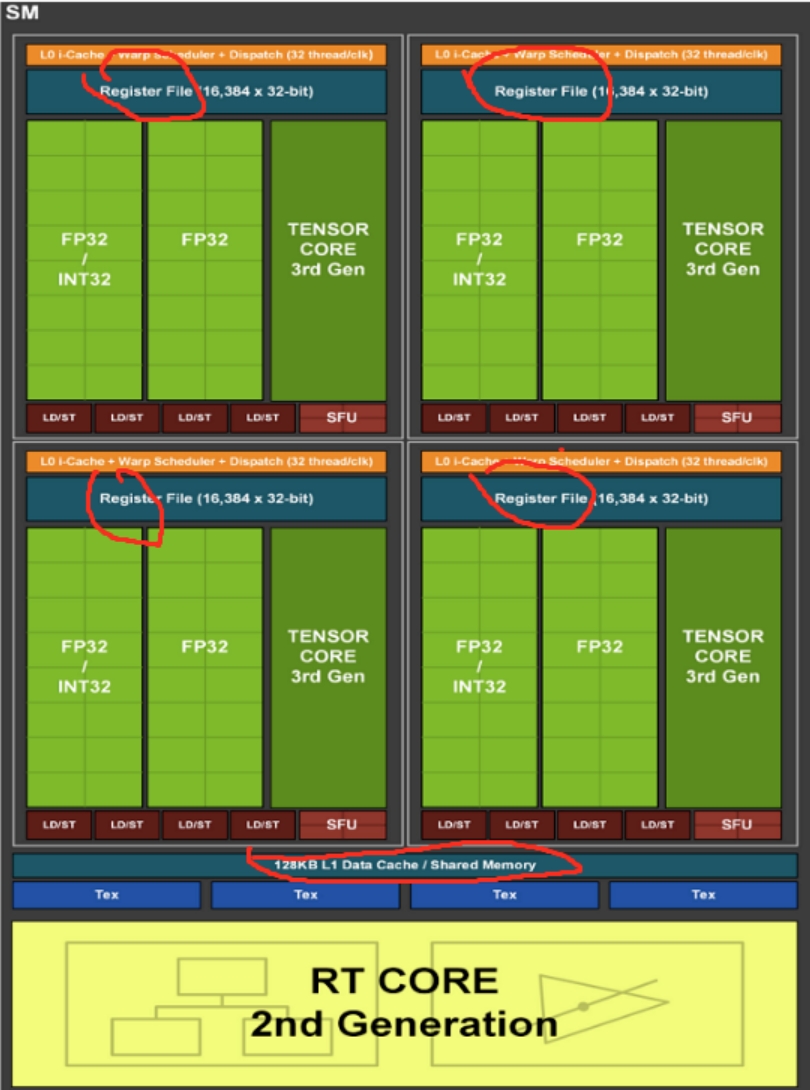 SM
L0 i-Cache + Warp Scheduler + Dispatch (32 thread/clk)
Register File (16,384 x 32-bit)
FP32
/
INT32
FP32
TENSOR
CORE
3rd Gen
LD/ST LD/ST LD/ST LD/ST SFU
L0 i-Cache + Warp Scheduler + Dispatch (32 thread/clk)
Register File (16,384 x 32-bit)
FP32
/
INT32
FP32
TENSOR
CORE
3rd Gen
LD/ST LD/ST LD/ST LD/ST SFU
L0 i-Cache + Warp Scheduler + Dispatch (32 thread/clk)
Register File (16,384 x 32-bit)
FP32
/
INT32
FP32
TENSOR
CORE
3rd Gen
LD/ST LD/ST LD/ST LD/ST SFU
L0 i-Cache + Warp Scheduler + Dispatch (32 thread/clk)
Register File (16,384 x 32-bit)
FP32
/
INT32
FP32
TENSOR
CORE
3rd Gen
LD/ST LD/ST LD/ST LD/ST SFU
128KB L1 Data Cache / Shared Memory
Tex Tex Tex Tex
RT CORE
2nd Generation